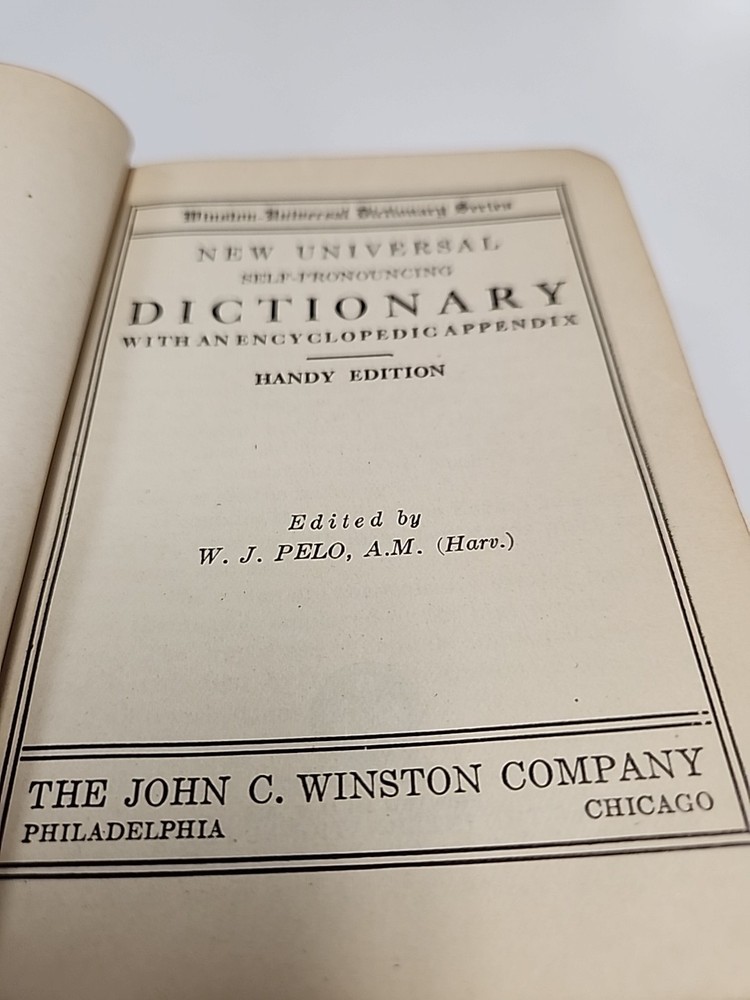 Winston Universal Dictionary Series
NEW UNIVERSAL
SELF-PRONOUNCING
DICTIONARY
WITH AN ENCYCLOPEDIC APPENDIX
HANDY EDITION
Edited by
W. J. PELO, A.M. (Harv.)
THE JOHN C. WINSTON COMPANY
PHILADELPHIA CHICAGO